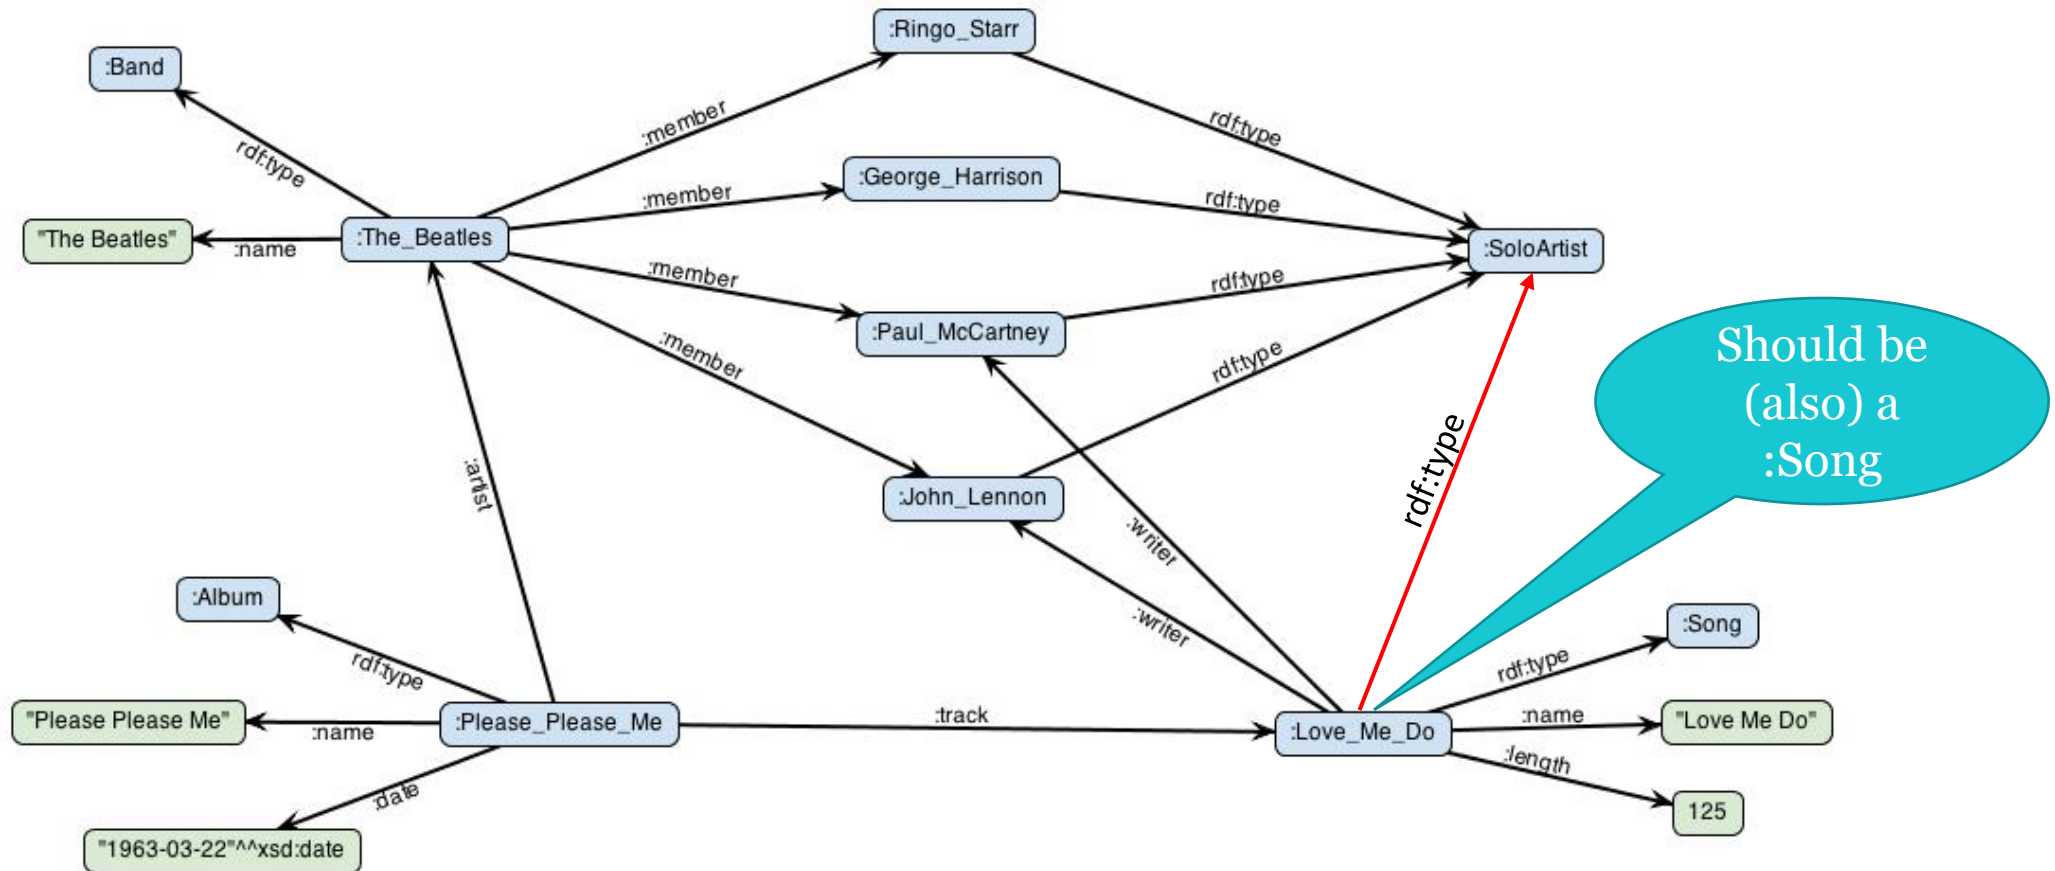 :Ringo_Starr
:Band
:member
rdf:type
rdf:type
:George_Harrison
:member
rdf:type
"The Beatles"
:name
:The_Beatles
:SoloArtist
:member
rdf:type
:Paul_McCartney
:member
rdf:type
Should be
(also) a
:Song
:artist
:John_Lennon
rdf:type
:writer
:writer
:Album
:Song
rdf:type
rdf:type
"Please Please Me"
:name
:Please_Please_Me
:track
:Love_Me_Do
:name
"Love Me Do"
:length
:date
125
"1963-03-22"^^xsd:date